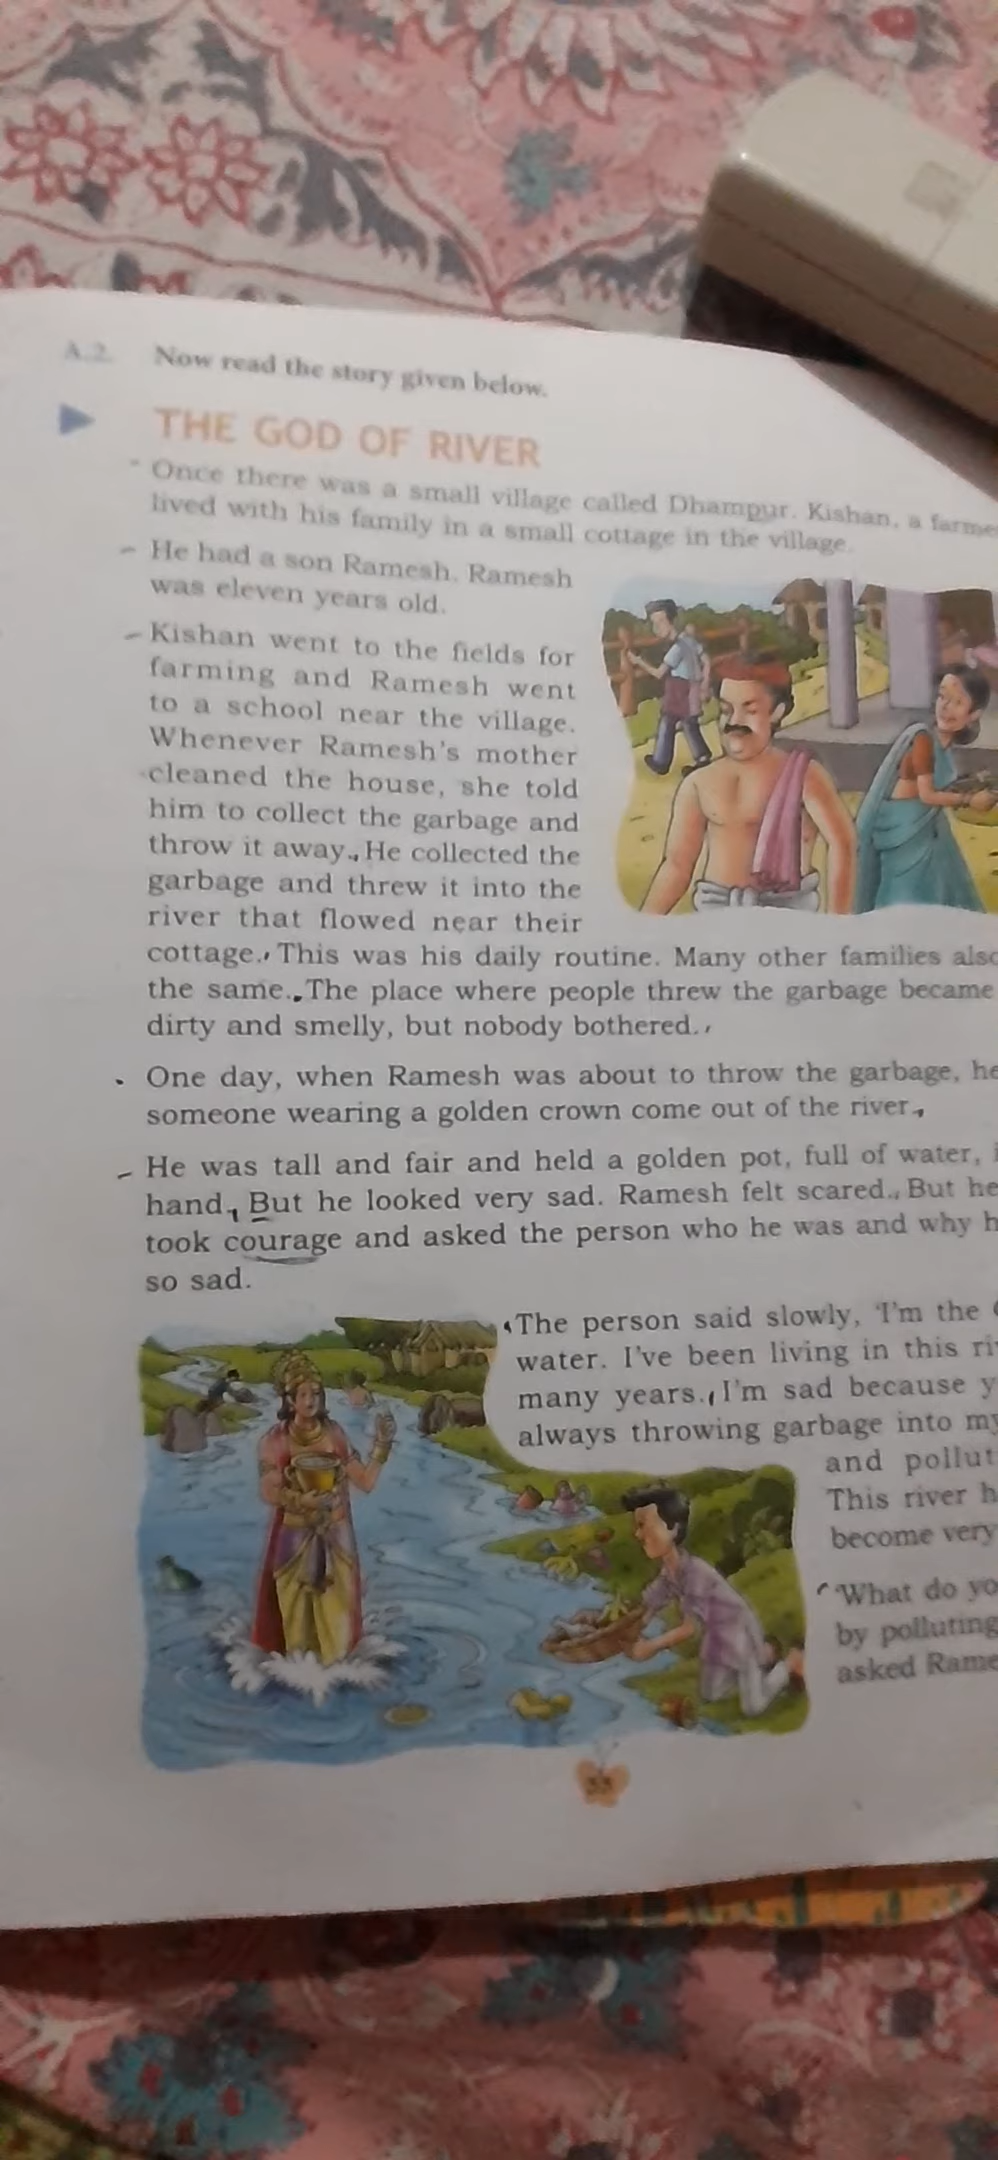 A.2. Now read the story given below.
THE GOD OF RIVER
Once there was a small village called Dhampur. Kishan, a farme
lived with his family in a small cottage in the village.
He had a son Ramesh. Ramesh
was eleven years old.
Kishan went to the fields for
farming and Ramesh went
to a school near the village.
Whenever Ramesh's mother
cleaned the house, she told
him to collect the garbage and
throw it away. He collected the
garbage and threw it into the
river that flowed near their
cottage. This was his daily routine. Many other families also
the same. The place where people threw the garbage became
dirty and smelly, but nobody bothered.
One day, when Ramesh was about to throw the garbage, he
someone wearing a golden crown come out of the river.
He was tall and fair and held a golden pot, full of water, i
hand. But he looked very sad. Ramesh felt scared. But he
took courage and asked the person who he was and why h
so sad.
The person said slowly, 'I'm the
water. I've been living in this ri
many years. I'm sad because y
always throwing garbage into my
and pollut
This river h
become very
'What do yo
by polluting
asked Rame
33